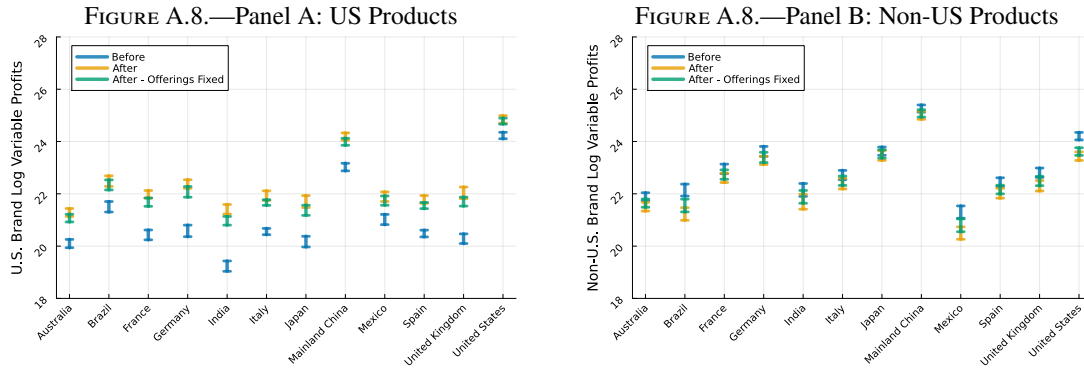 FIGURE A.8.—Panel A: US Products
28
26
24
22
20
18
U.S. Brand Log Variable Profits
Before
After
After - Offerings Fixed
Australia
Brazil
France
Germany
India
Italy
Japan
Mainland China
Mexico
Spain
United Kingdom
United States
FIGURE A.8.—Panel B: Non-US Products
28
26
24
22
20
18
Non-U.S. Brand Log Variable Profits
Before
After
After - Offerings Fixed
Australia
Brazil
France
Germany
India
Italy
Japan
Mainland China
Mexico
Spain
United Kingdom
United States